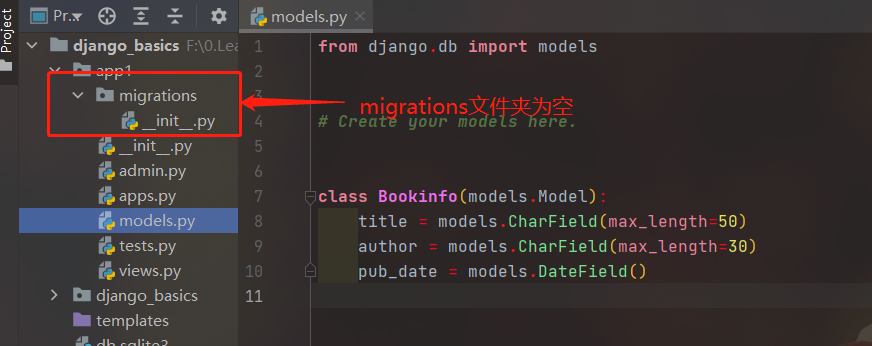 Project
Pr...
models.py
django_basics F:\0.Lea
app1
migrations
__init__.py
__init__.py
admin.py
apps.py
models.py
tests.py
views.py
django_basics
templates
db.sqlite3
migrations文件夹为空
1 from django.db import models
2
3
4 # Create your models here.
5
6
7 class Bookinfo(models.Model):
8 title = models.CharField(max_length=50)
9 author = models.CharField(max_length=30)
10 pub_date = models.DateField()
11